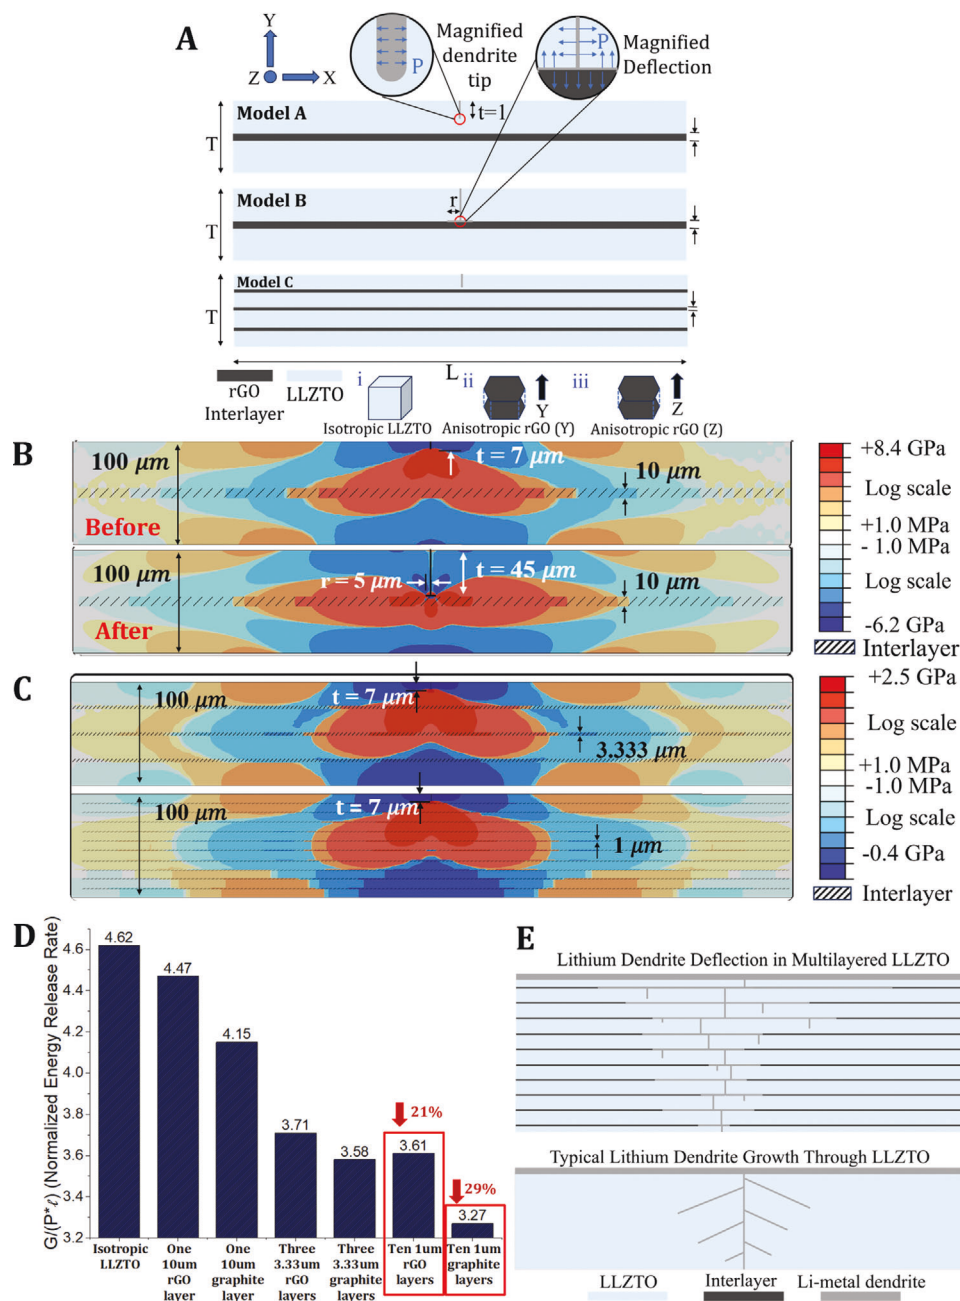 A
Y
Z
X
Magnified
dendrite
tip
P
P
Magnified
Deflection
Model A
t=1
T
Model B
r
T
Model C
T
L
rGO
Interlayer
LLZTO
i
Isotropic LLZTO
ii
Y
Anisotropic rGO (Y)
iii
Z
Anisotropic rGO (Z)
B
100 μm
t = 7 μm
10 μm
Before
100 μm
r = 5 μm
t = 45 μm
10 μm
After
+8.4 GPa
Log scale
+1.0 MPa
- 1.0 MPa
Log scale
-6.2 GPa
Interlayer
C
100 μm
t = 7 μm
3.333 μm
100 μm
t = 7 μm
1 μm
+2.5 GPa
Log scale
+1.0 MPa
-1.0 MPa
Log scale
-0.4 GPa
Interlayer
D
G/(P*ℓ) (Normalized Energy Release Rate)
4.6
4.4
4.2
4.0
3.8
3.6
3.4
3.2
4.62
4.47
4.15
3.71
3.58
3.61
3.27
21%
29%
Isotropic
LLZTO
One
10um
rGO
layer
One
10um
graphite
layer
Three
3.33um
rGO
layers
Three
3.33um
graphite
layers
Ten 1um
rGO
layers
Ten 1um
graphite
layers
E
Lithium Dendrite Deflection in Multilayered LLZTO
Typical Lithium Dendrite Growth Through LLZTO
LLZTO
Interlayer
Li-metal dendrite